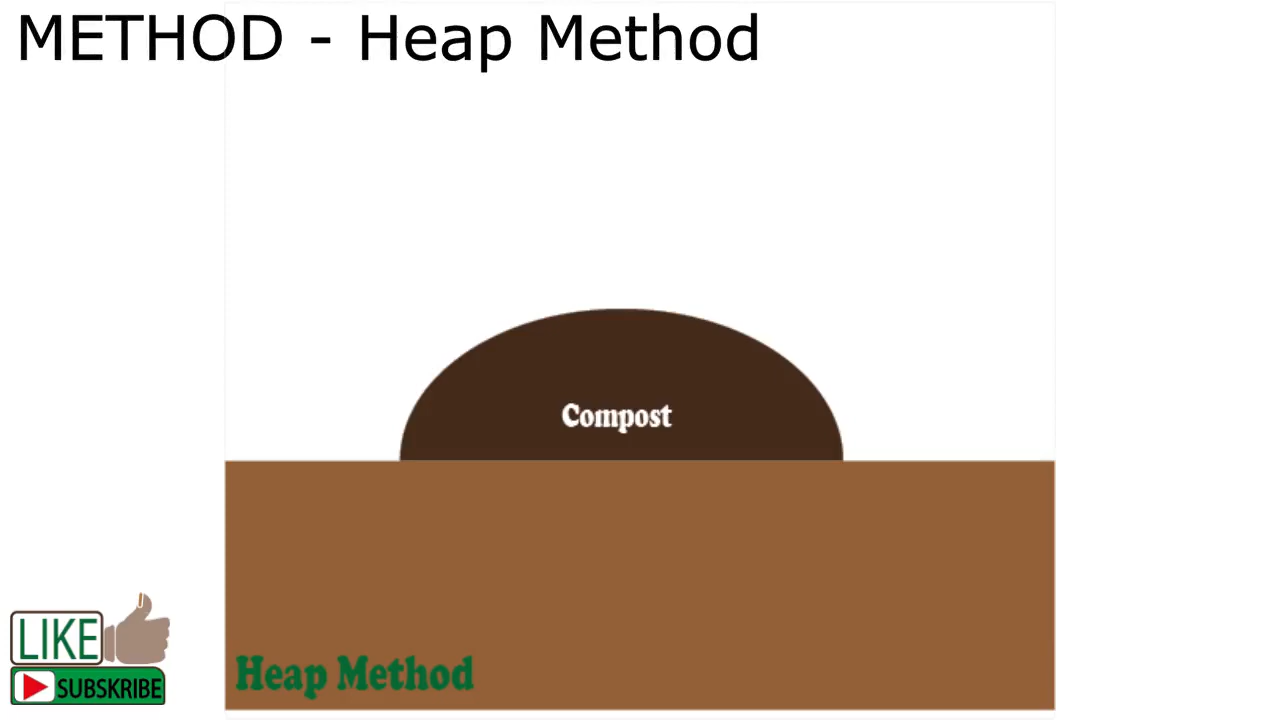 METHOD - Heap Method
Compost
LIKE
SUBSKRIBE
Heap Method